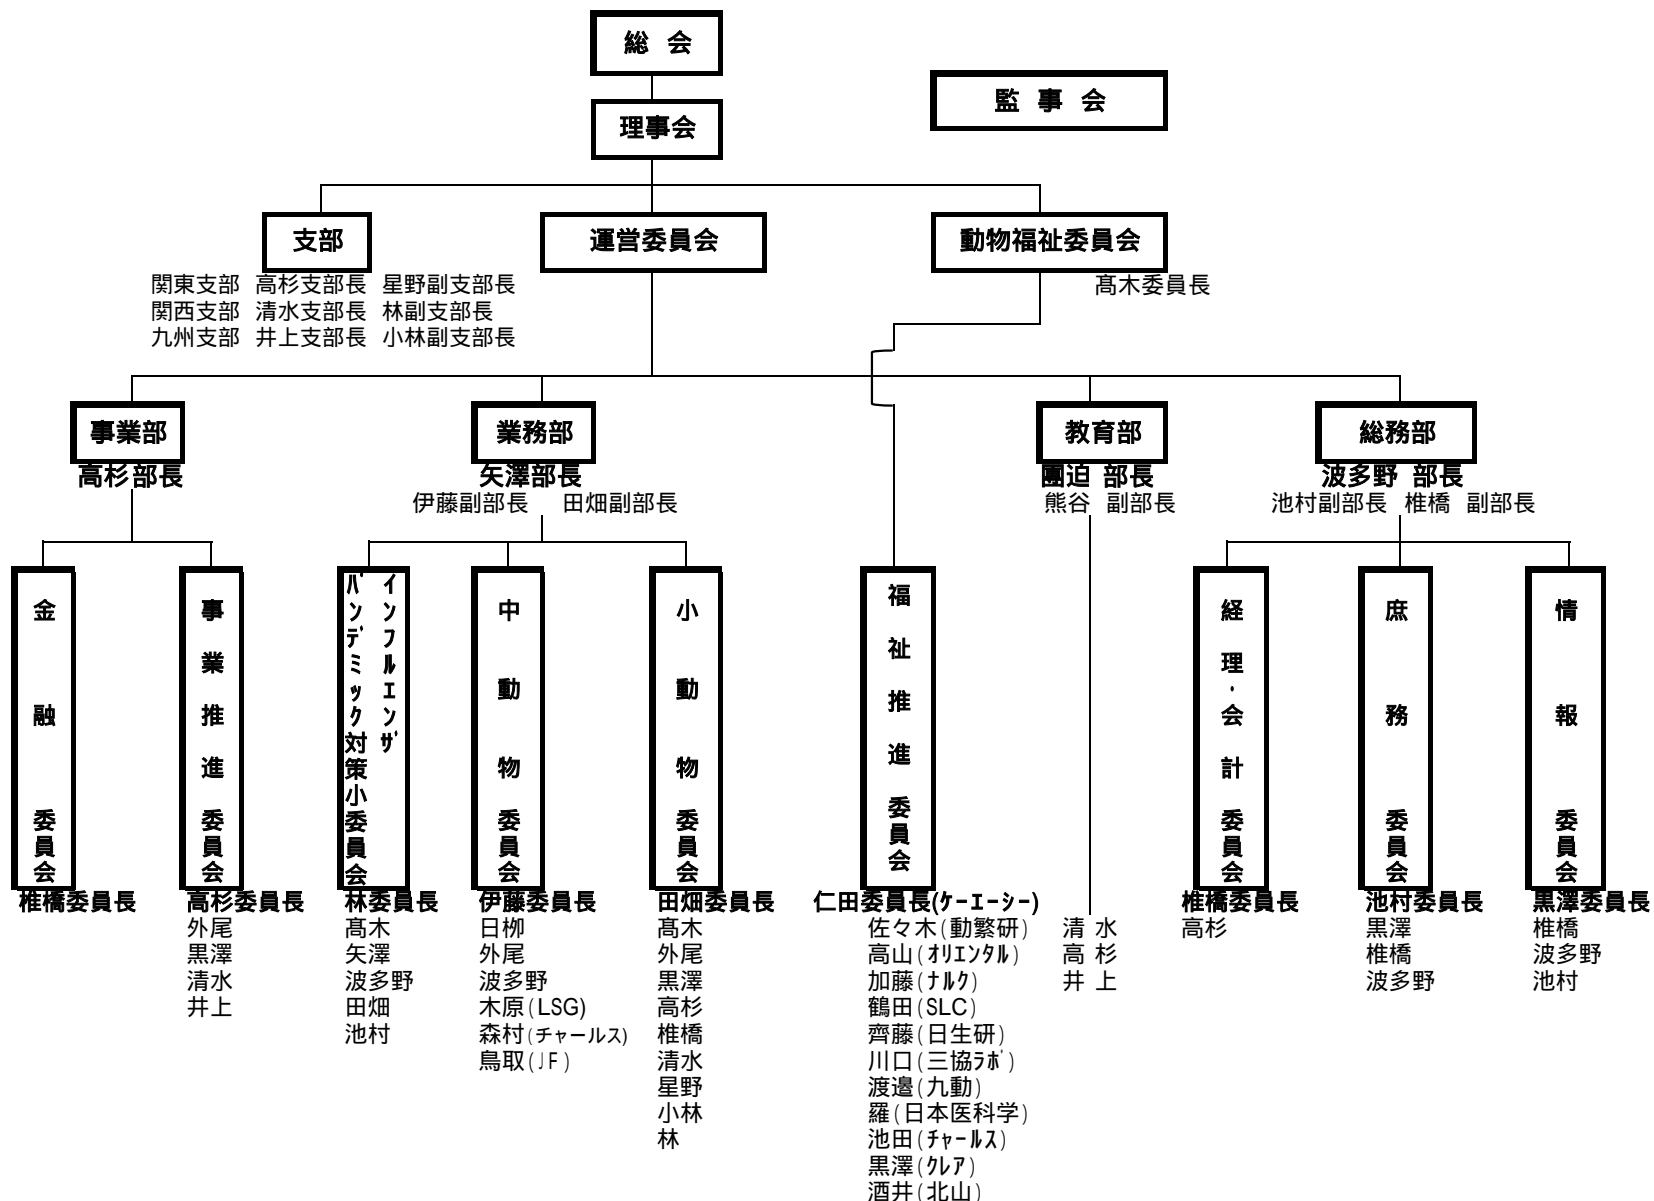 総 会
監 事 会
理事会
支部
運営委員会
動物福祉委員会
関東支部 高杉支部長 星野副支部長
関西支部 清水支部長 林副支部長
九州支部 井上支部長 小林副支部長
髙木委員長
事業部
高杉部長
業務部
矢澤部長
伊藤副部長 田畑副部長
教育部
團迫 部長
熊谷 副部長
総務部
波多野 部長
池村副部長 椎橋 副部長
金融委員会
椎橋委員長
事業推進委員会
高杉委員長
外尾
黒澤
清水
井上
インフルエンザ
パンデミック対策小委員会
林委員長
髙木
矢澤
波多野
田畑
池村
中動物委員会
伊藤委員長
日栁
外尾
波多野
木原(LSG)
森村(チャールス)
鳥取(JF)
小動物委員会
田畑委員長
髙木
外尾
黒澤
高杉
椎橋
清水
星野
小林
林
福祉推進委員会
仁田委員長(ケーエーシー)
佐々木(動繁研)
高山(オリエンタル)
加藤(ナルク)
鶴田(SLC)
齊藤(日生研)
川口(三協ラボ)
渡邉(九動)
羅(日本医科学)
池田(チャールス)
黒澤(クレア)
酒井(北山)
清 水
高 杉
井 上
経理・会計委員会
椎橋委員長
高杉
庶務委員会
池村委員長
黒澤
椎橋
波多野
情報委員会
黒澤委員長
椎橋
波多野
池村